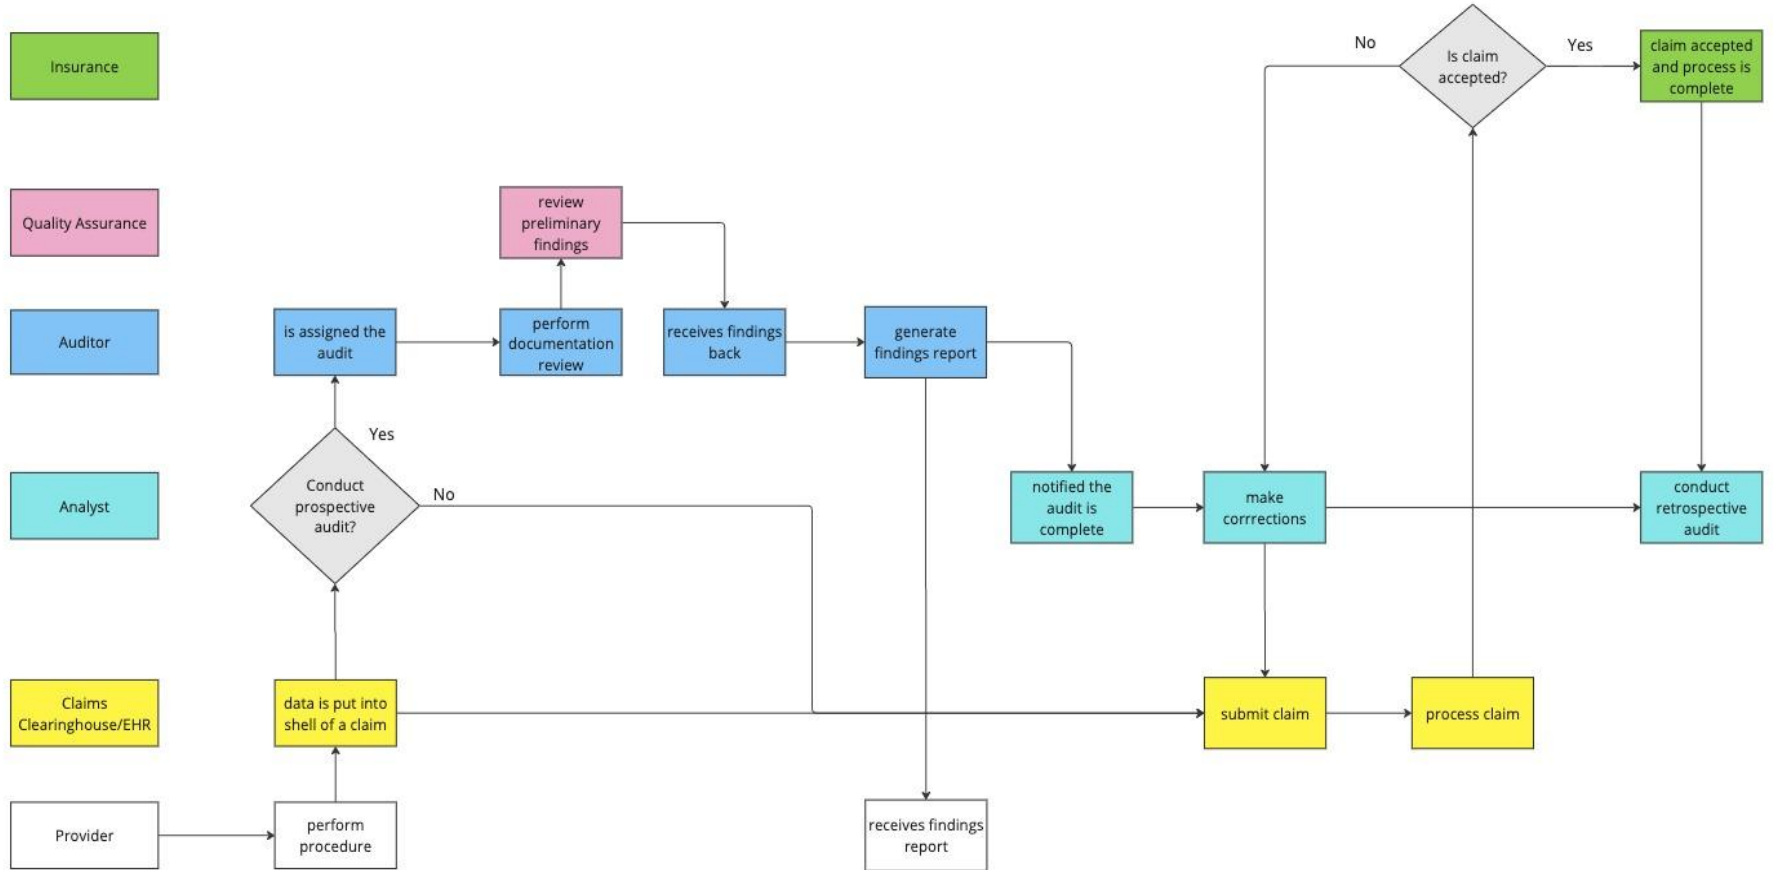 Insurance
No
Is claim
accepted?
Yes
claim accepted
and process is
complete
Quality Assurance
review
preliminary
findings
Auditor
is assigned the
audit
perform
documentation
review
receives findings
back
generate
findings report
Yes
Analyst
Conduct
prospective
audit?
No
notified the
audit is
complete
make
corrrections
conduct
retrospective
audit
Claims
Clearinghouse/EHR
data is put into
shell of a claim
submit claim
process claim
Provider
perform
procedure
receives findings
report